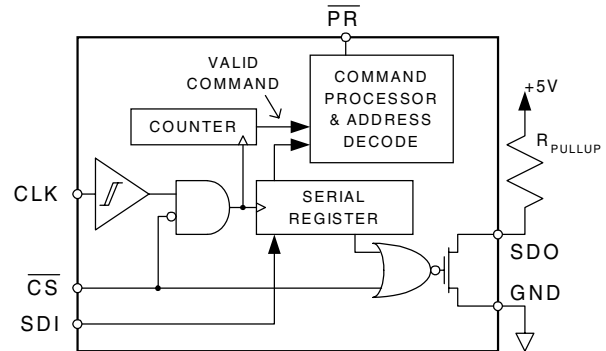 PR
VALID
COMMAND
COMMAND
PROCESSOR
& ADDRESS
DECODE
+5V
COUNTER
RPULLUP
CLK
SERIAL
REGISTER
SDO
CS
GND
SDI